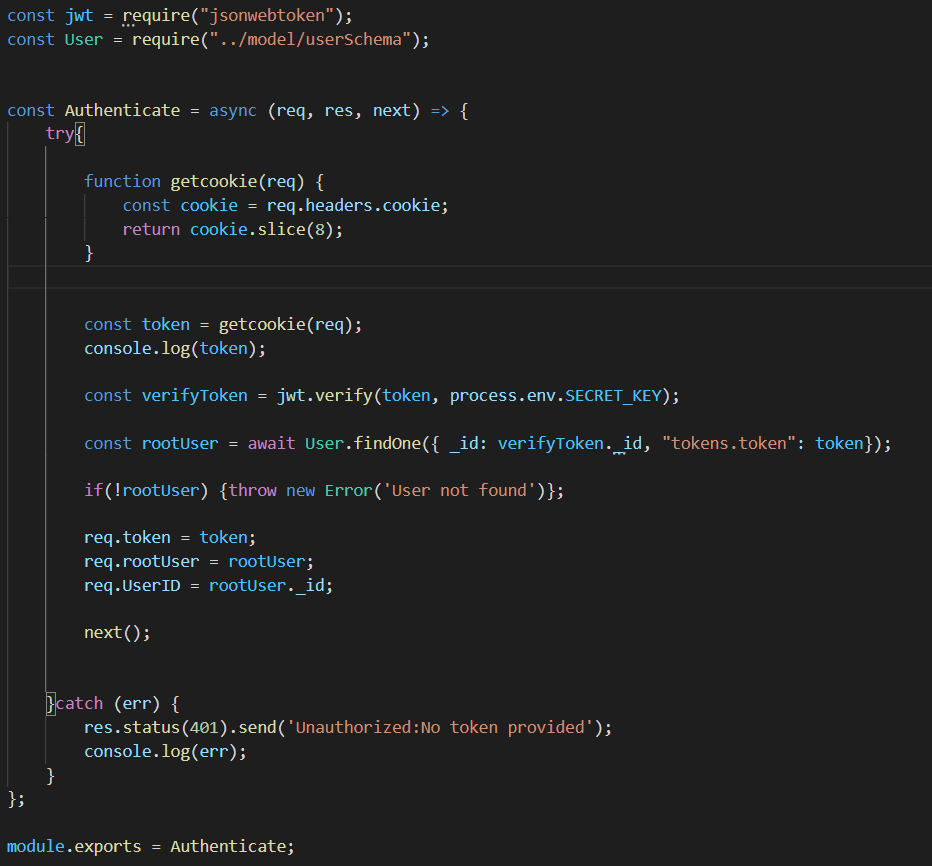 const jwt = require("jsonwebtoken");
const User = require("../model/userSchema");
const Authenticate = async (req, res, next) => {
try{
function getcookie(req) {
const cookie = req.headers.cookie;
return cookie.slice(8);
}
const token = getcookie(req);
console.log(token);
const verifyToken = jwt.verify(token, process.env.SECRET_KEY);
const rootUser = await User.findOne({ _id: verifyToken._id, "tokens.token": token});
if(!rootUser) {throw new Error('User not found')};
req.token = token;
req.rootUser = rootUser;
req.UserID = rootUser._id;
next();
}catch (err) {
res.status(401).send('Unauthorized:No token provided');
console.log(err);
}
};
module.exports = Authenticate;